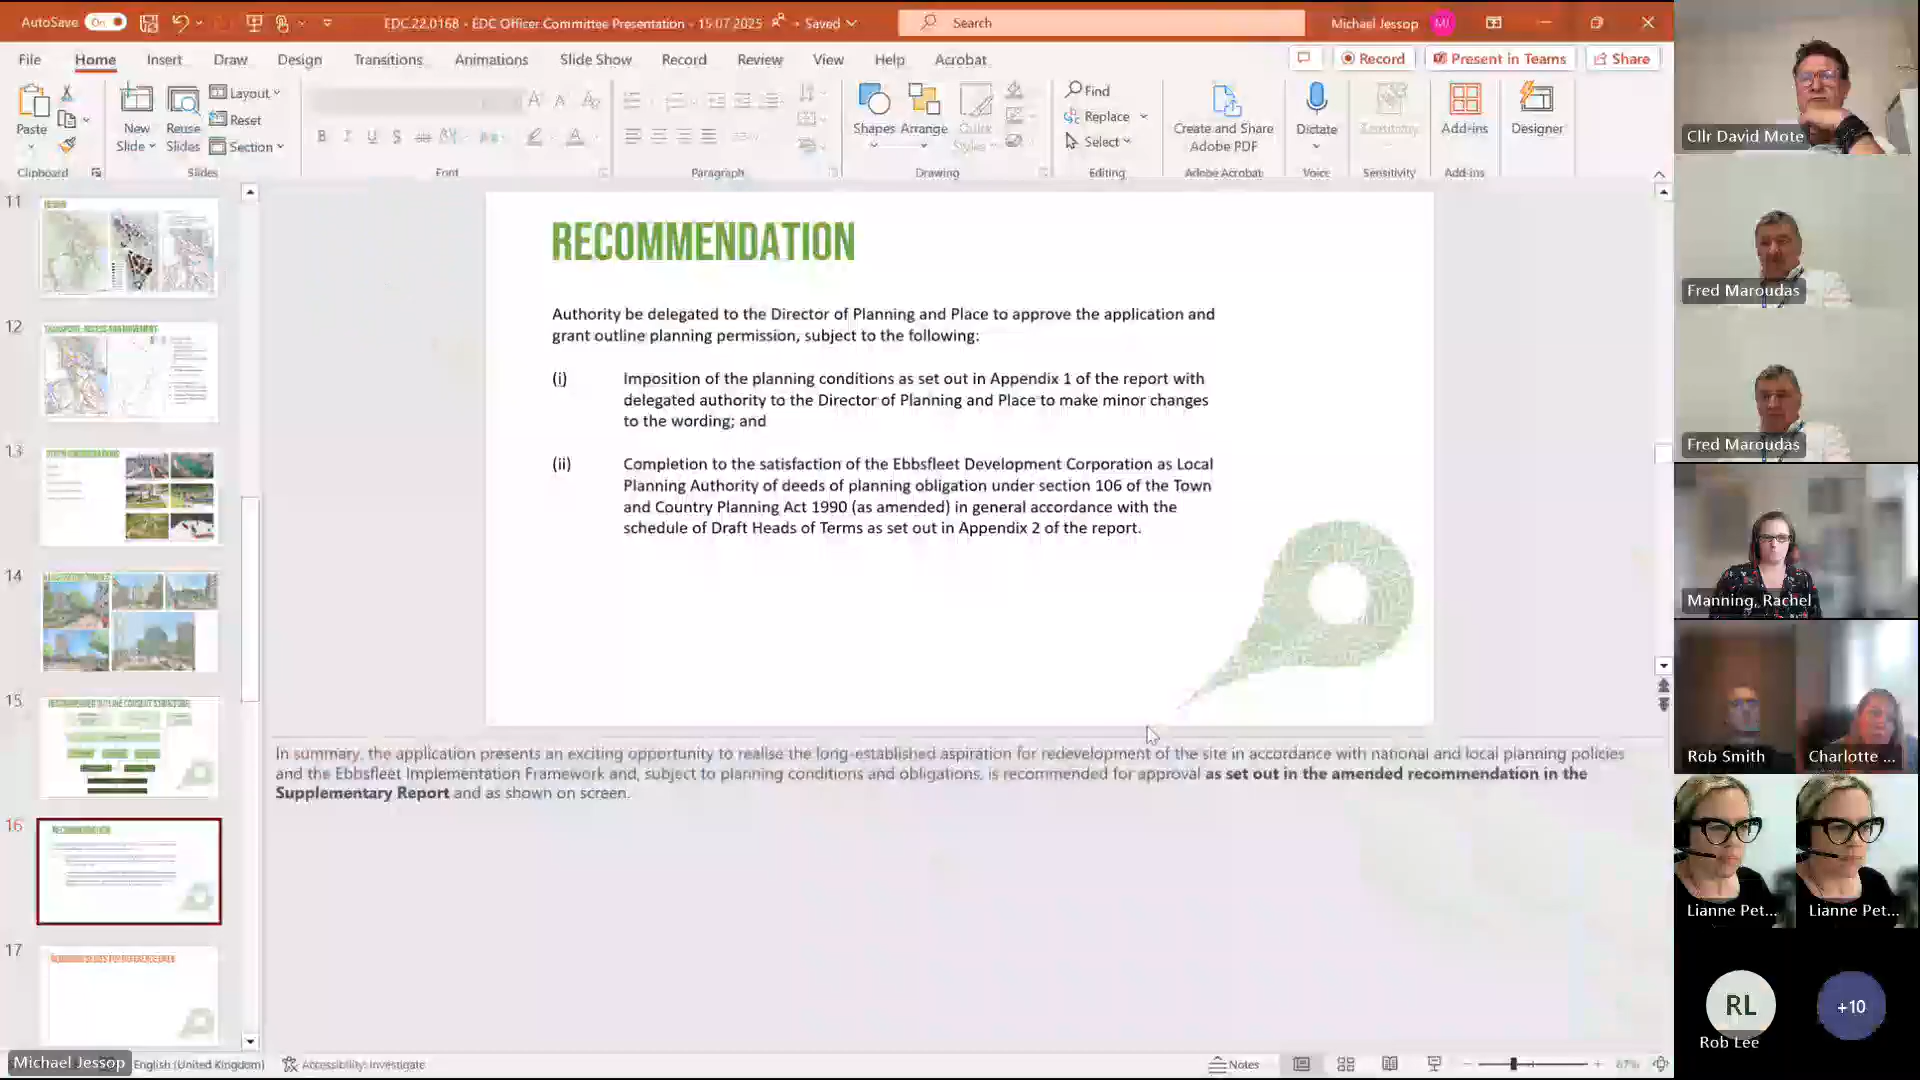 AutoSave On EDC.22.0168 - EDC Officer Committee Presentation - 15.07.2025 • Saved Search Michael Jessop MJ
File Home Insert Draw Design Transitions Animations Slide Show Record Review View Help Acrobat Record Present in Teams Share
Paste
New Slide
Reuse Slides
Layout
Reset
Section
Shapes Arrange Quick Styles
Find
Replace
Select
Create and Share Adobe PDF
Dictate
Sensitivity
Add-ins
Designer
Clipboard Slides Font Paragraph Drawing Editing Adobe Acrobat Voice Sensitivity Add-ins
11
12
TRANSPORT, ACCESS AND MOVEMENT
13
14
15
RECOMMENDED OUTLINE CONSENT STRUCTURE
16
RECOMMENDATION
17
RECOMMENDATION
Authority be delegated to the Director of Planning and Place to approve the application and
grant outline planning permission, subject to the following:
(i) Imposition of the planning conditions as set out in Appendix 1 of the report with
delegated authority to the Director of Planning and Place to make minor changes
to the wording; and
(ii) Completion to the satisfaction of the Ebbsfleet Development Corporation as Local
Planning Authority of deeds of planning obligation under section 106 of the Town
and Country Planning Act 1990 (as amended) in general accordance with the
schedule of Draft Heads of Terms as set out in Appendix 2 of the report.
In summary, the application presents an exciting opportunity to realise the long-established aspiration for redevelopment of the site in accordance with national and local planning policies
and the Ebbsfleet Implementation Framework and, subject to planning conditions and obligations, is recommended for approval as set out in the amended recommendation in the
Supplementary Report and as shown on screen.
Michael Jessop English (United Kingdom) Accessibility: Investigate Notes 67%
Cllr David Mote
Fred Maroudas
Fred Maroudas
Manning, Rachel
Rob Smith Charlotte ...
Lianne Pet... Lianne Pet...
RL +10
Rob Lee